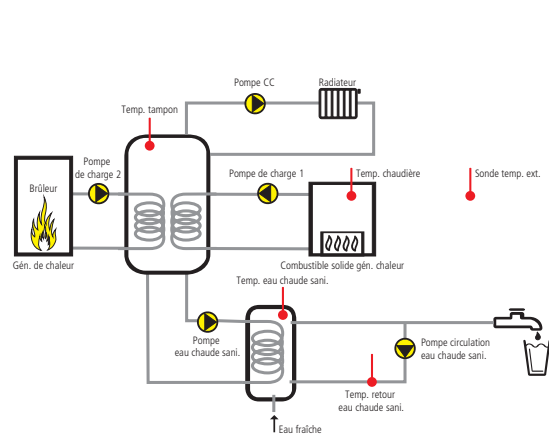 Pompe CC
Radiateur
Temp. tampon
Pompe
de charge 2
Pompe de charge 1
Temp. chaudière
Sonde temp. ext.
Brûleur
Gén. de chaleur
Combustible solide gén. chaleur
Temp. eau chaude sani.
Pompe
eau chaude sani.
Pompe circulation
eau chaude sani.
Temp. retour
eau chaude sani.
Eau fraîche